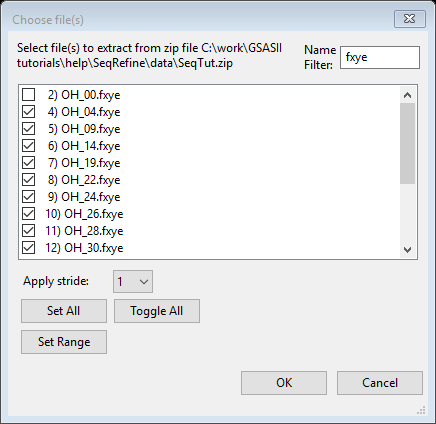 Choose file(s)
Select file(s) to extract from zip file C:\work\GSASII
tutorials\help\SeqRefine\data\SeqTut.zip
Name
Filter:
fxye
2) OH_00.fxye
4) OH_04.fxye
5) OH_09.fxye
6) OH_14.fxye
7) OH_19.fxye
8) OH_22.fxye
9) OH_24.fxye
10) OH_26.fxye
11) OH_28.fxye
12) OH_30.fxye
Apply stride: 1
Set All Toggle All
Set Range
OK Cancel